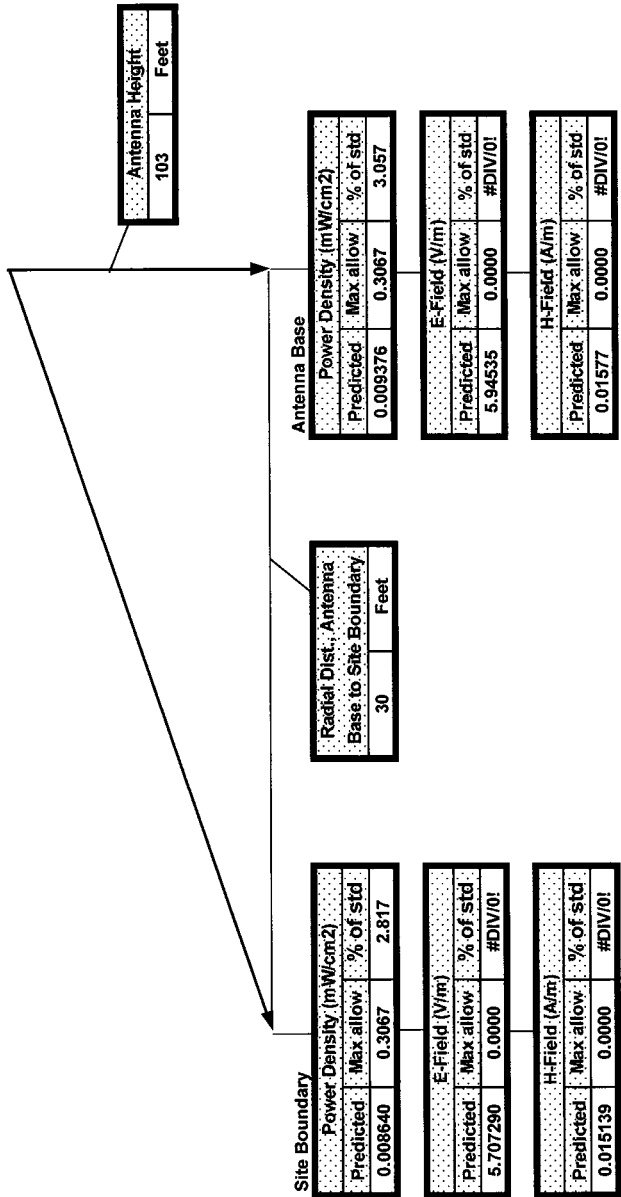 Antenna Height
103 Feet
Site Boundary
Power Density (mW/cm2)
Predicted Max allow % of std
0.008640 0.3067 2.817
E-Field (V/m)
Predicted Max allow % of std
5.707290 0.0000 #DIV/0!
H-Field (A/m)
Predicted Max allow % of std
0.015139 0.0000 #DIV/0!
Radial Dist., Antenna
Base to Site Boundary
30 Feet
Antenna Base
Power Density (mW/cm2)
Predicted Max allow % of std
0.009376 0.3067 3.057
E-Field (V/m)
Predicted Max allow % of std
5.94535 0.0000 #DIV/0!
H-Field (A/m)
Predicted Max allow % of std
0.01577 0.0000 #DIV/0!